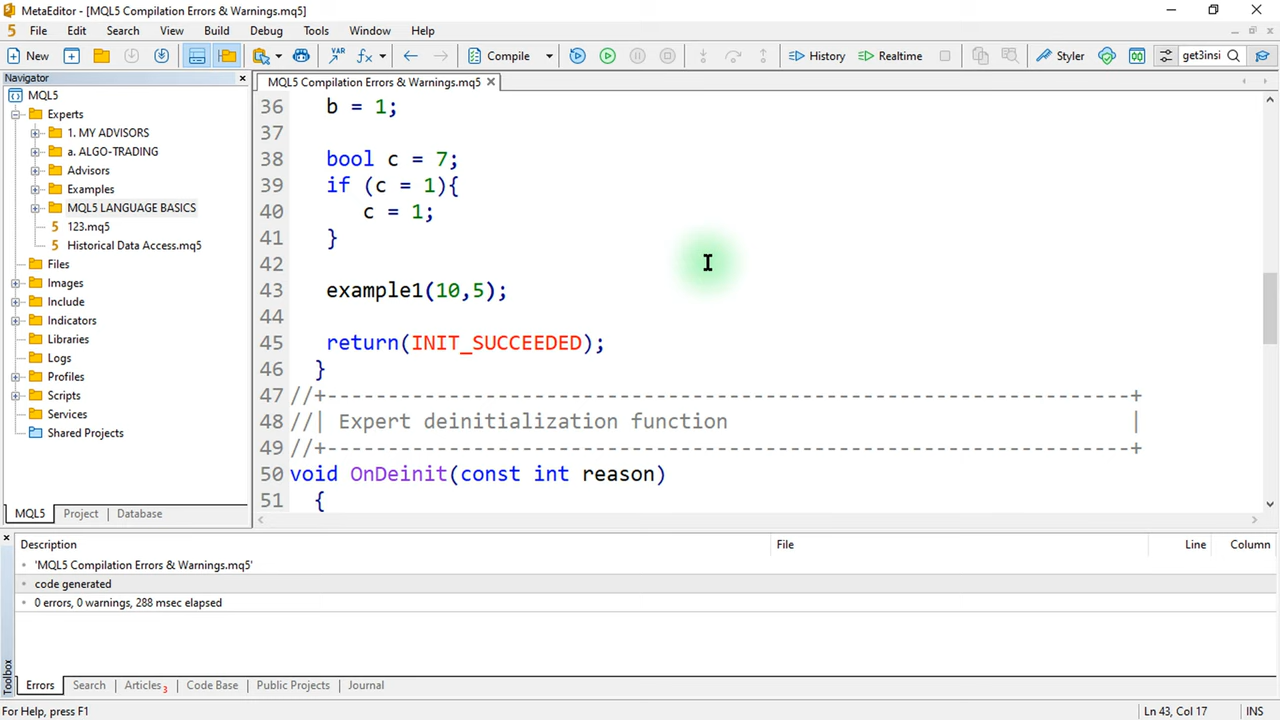 MetaEditor - [MQL5 Compilation Errors & Warnings.mq5]
5 File Edit Search View Build Debug Tools Window Help
New Compile History Realtime Styler get3insi
Navigator
MQL5
Experts
1. MY ADVISORS
a. ALGO-TRADING
Advisors
Examples
MQL5 LANGUAGE BASICS
5 123.mq5
5 Historical Data Access.mq5
Files
Images
Include
Indicators
Libraries
Logs
Profiles
Scripts
Services
Shared Projects
MQL5 Project Database
MQL5 Compilation Errors & Warnings.mq5
36 b = 1;
37
38 bool c = 7;
39 if (c = 1){
40 c = 1;
41 }
42
43 example1(10,5);
44
45 return(INIT_SUCCEEDED);
46 }
47 //+------------------------------------------------------------------+
48 //| Expert deinitialization function |
49 //+------------------------------------------------------------------+
50 void OnDeinit(const int reason)
51 {
Description File Line Column
'MQL5 Compilation Errors & Warnings.mq5'
code generated
0 errors, 0 warnings, 288 msec elapsed
Toolbox
Errors Search Articles 3 Code Base Public Projects Journal
For Help, press F1 Ln 43, Col 17 INS